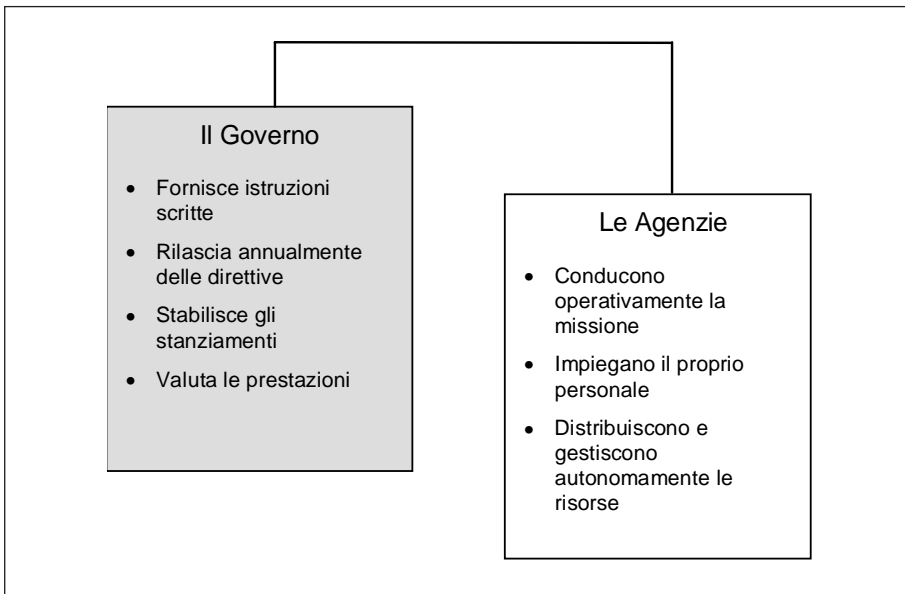 Il Governo
• Fornisce istruzioni
scritte
• Rilascia annualmente
delle direttive
• Stabilisce gli
stanziamenti
• Valuta le prestazioni
Le Agenzie
• Conducono
operativamente la
missione
• Impiegano il proprio
personale
• Distribuiscono e
gestiscono
autonomamente le
risorse